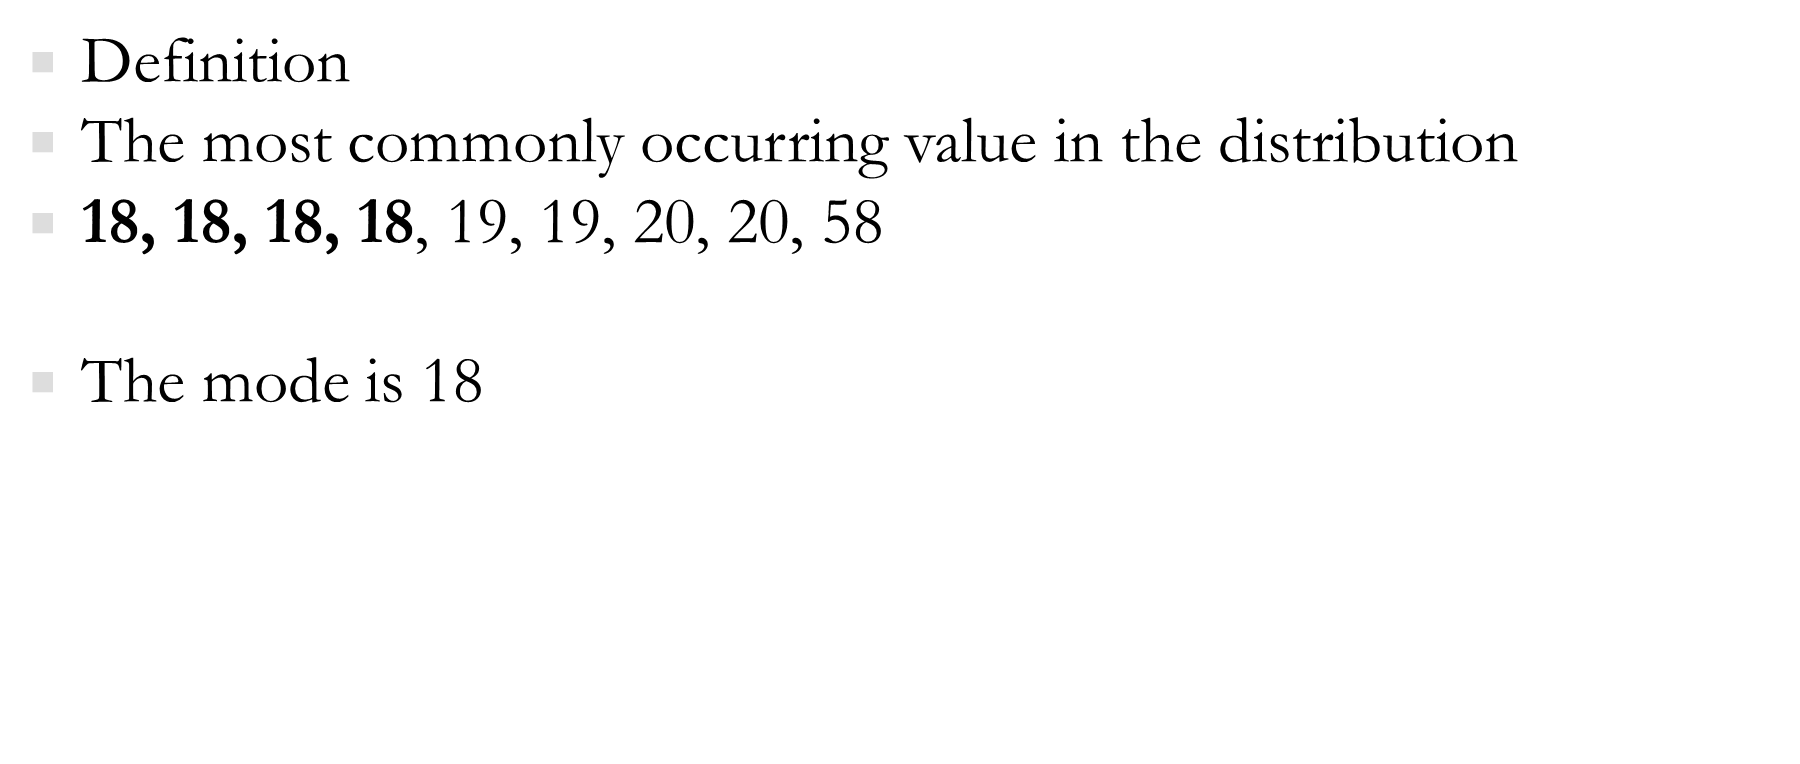 Definition
The most commonly occurring value in the distribution
18, 18, 18, 18, 19, 19, 20, 20, 58
The mode is 18